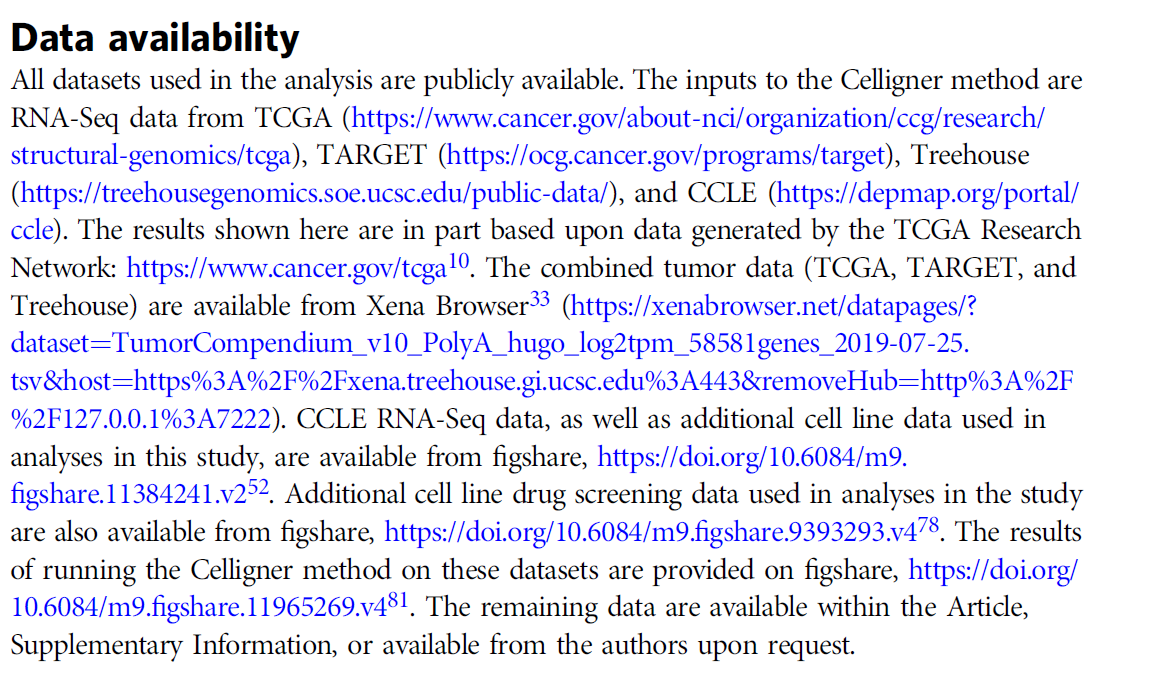 Data availability
All datasets used in the analysis are publicly available. The inputs to the Celligner method are
RNA-Seq data from TCGA (https://www.cancer.gov/about-nci/organization/ccg/research/
structural-genomics/tcga), TARGET (https://ocg.cancer.gov/programs/target), Treehouse
(https://treehousegenomics.soe.ucsc.edu/public-data/), and CCLE (https://depmap.org/portal/
ccle). The results shown here are in part based upon data generated by the TCGA Research
Network: https://www.cancer.gov/tcga10. The combined tumor data (TCGA, TARGET, and
Treehouse) are available from Xena Browser33 (https://xenabrowser.net/datapages/?
dataset=TumorCompendium_v10_PolyA_hugo_log2tpm_58581genes_2019-07-25.
tsv&host=https%3A%2F%2Fxena.treehouse.gi.ucsc.edu%3A443&removeHub=http%3A%2F
%2F127.0.0.1%3A7222). CCLE RNA-Seq data, as well as additional cell line data used in
analyses in this study, are available from figshare, https://doi.org/10.6084/m9.
figshare.11384241.v252. Additional cell line drug screening data used in analyses in the study
are also available from figshare, https://doi.org/10.6084/m9.figshare.9393293.v478. The results
of running the Celligner method on these datasets are provided on figshare, https://doi.org/
10.6084/m9.figshare.11965269.v481. The remaining data are available within the Article,
Supplementary Information, or available from the authors upon request.